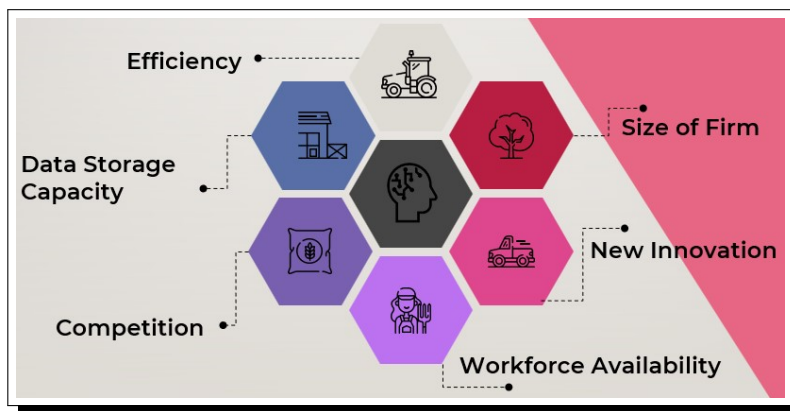 Efficiency
Size of Firm
Data Storage
Capacity
New Innovation
Competition
Workforce Availability